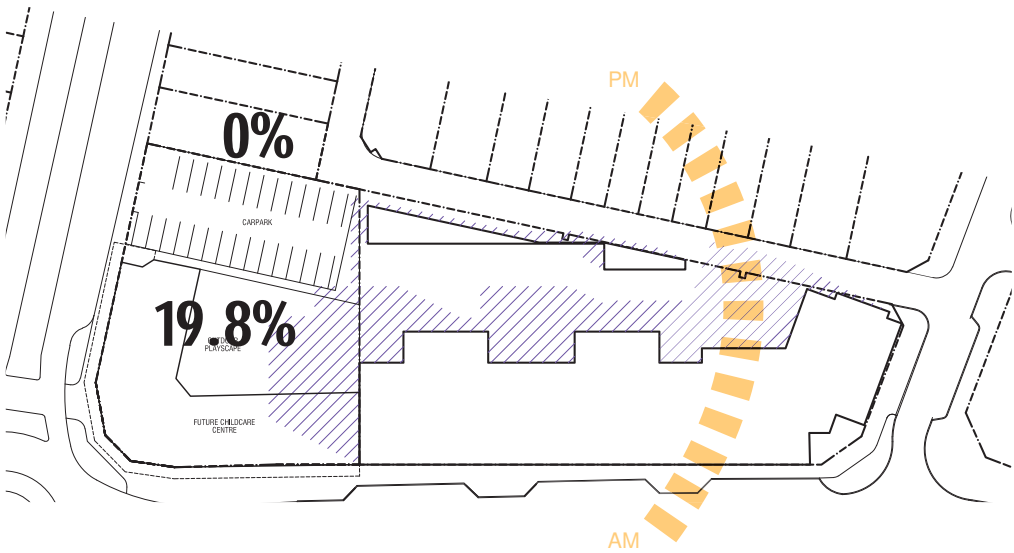 PM
0%
CARPARK
19.8%
PLAYSCAPE
FUTURE CHILDCARE
CENTRE
AM